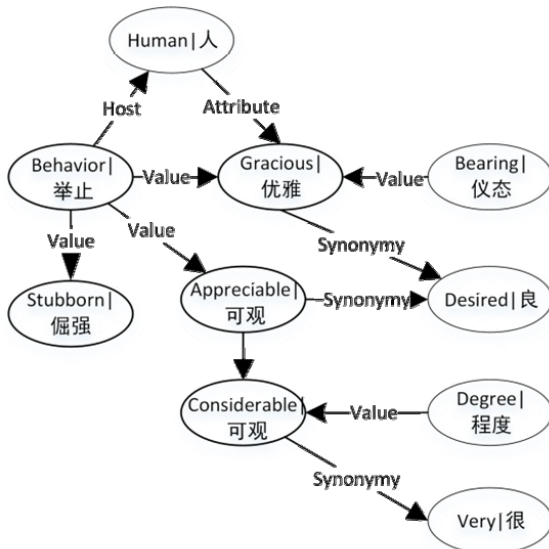 Human|人
Host
Attribute
Behavior|
举止
Value
Gracious|
优雅
Value
Bearing|
仪态
Value
Value
Synonymy
Stubborn|
倔强
Appreciable|
可观
Synonymy
Desired|良
Considerable|
可观
Value
Degree|
程度
Synonymy
Very|很